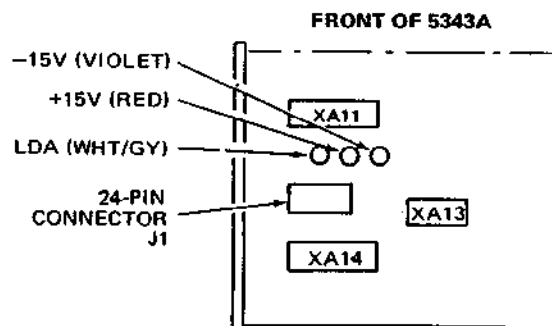 FRONT OF 5343A
−15V (VIOLET)
+15V (RED)
LDA (WHT/GY)
24-PIN
CONNECTOR
J1
XA11
XA13
XA14